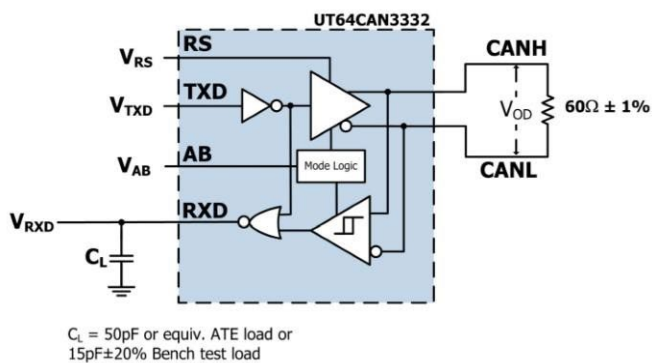 UT64CAN3332
RS
V_RS
CANH
TXD
V_TXD
V_OD
60Ω ± 1%
AB
V_AB
Mode Logic
CANL
RXD
V_RXD
C_L
C_L = 50pF or equiv. ATE load or
15pF±20% Bench test load